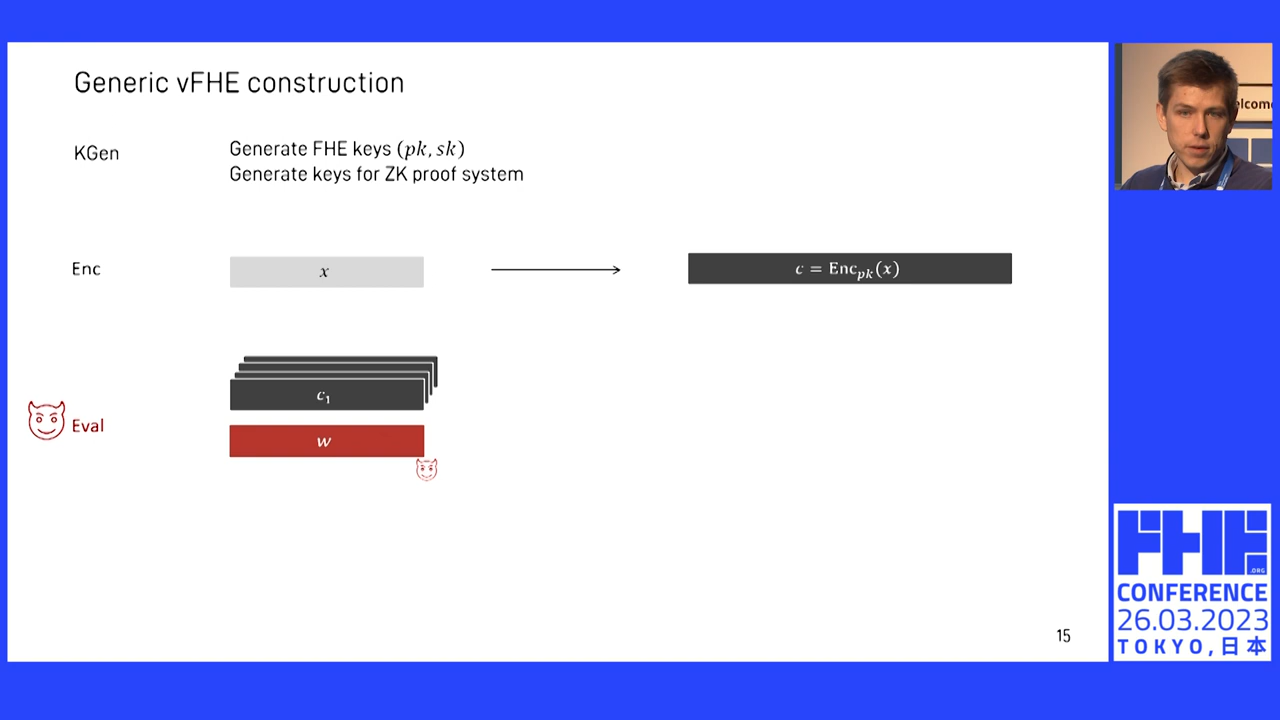 Generic vFHE construction
KGen
Generate FHE keys (pk, sk)
Generate keys for ZK proof system
Enc
x
c = Enc_pk(x)
c₁
Eval
w
15
elcome
FHE
.ORG
CONFERENCE
26.03.2023
TOKYO, 日本